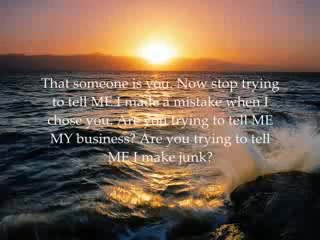 That someone is you. Now stop trying
to tell ME I made a mistake when I
chose you. Are you trying to tell ME
MY business? Are you trying to tell
ME I make junk?